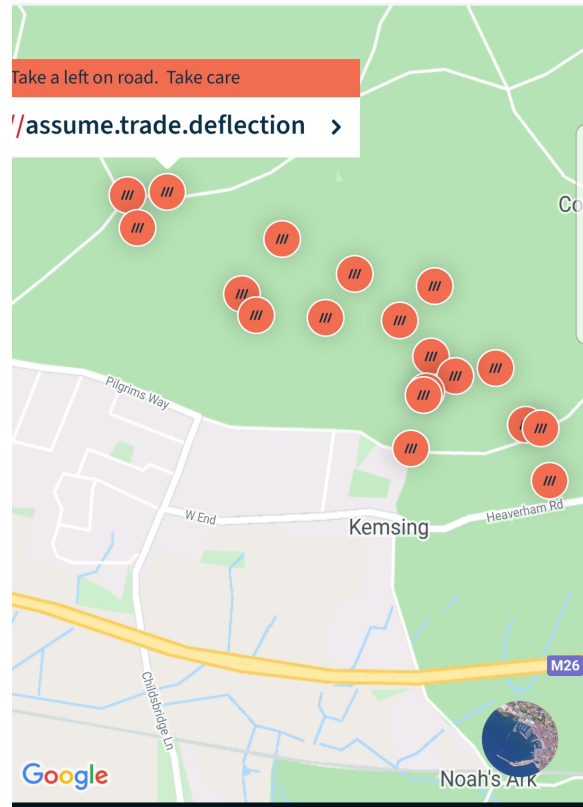 Take a left on road. Take care
//assume.trade.deflection
Co
Pilgrims Way
W End
Kemsing
Heaverham Rd
M26
Childsbridge Ln
Google
Noah's Ark